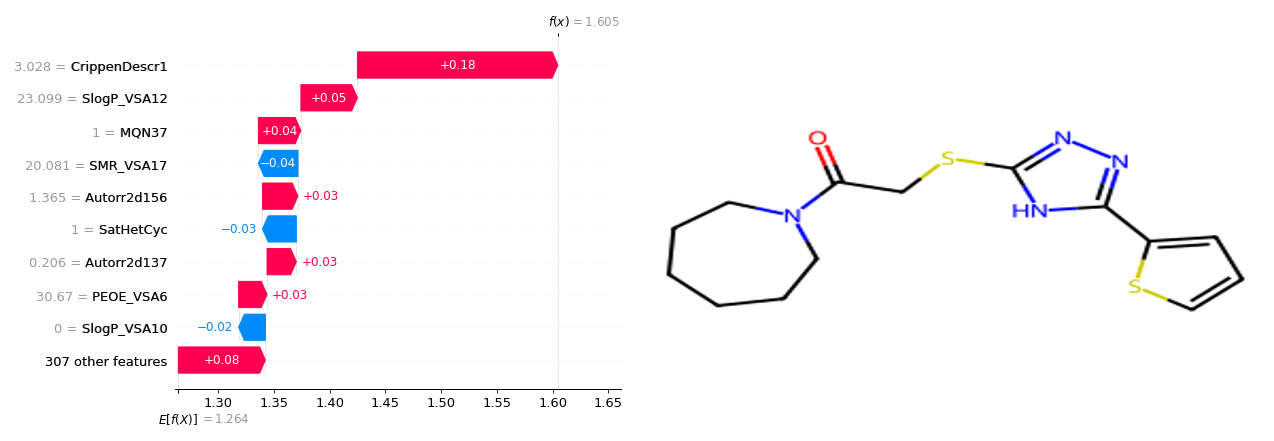 f(x) = 1.605
3.028 = CrippenDescr1
+0.18
23.099 = SlogP_VSA12
+0.05
1 = MQN37
+0.04
20.081 = SMR_VSA17
−0.04
1.365 = Autorr2d156
+0.03
1 = SatHetCyc
−0.03
0.206 = Autorr2d137
+0.03
30.67 = PEOE_VSA6
+0.03
0 = SlogP_VSA10
−0.02
307 other features
+0.08
1.30 1.35 1.40 1.45 1.50 1.55 1.60 1.65
E[f(X)] = 1.264
O
S
N
N
HN
N
S